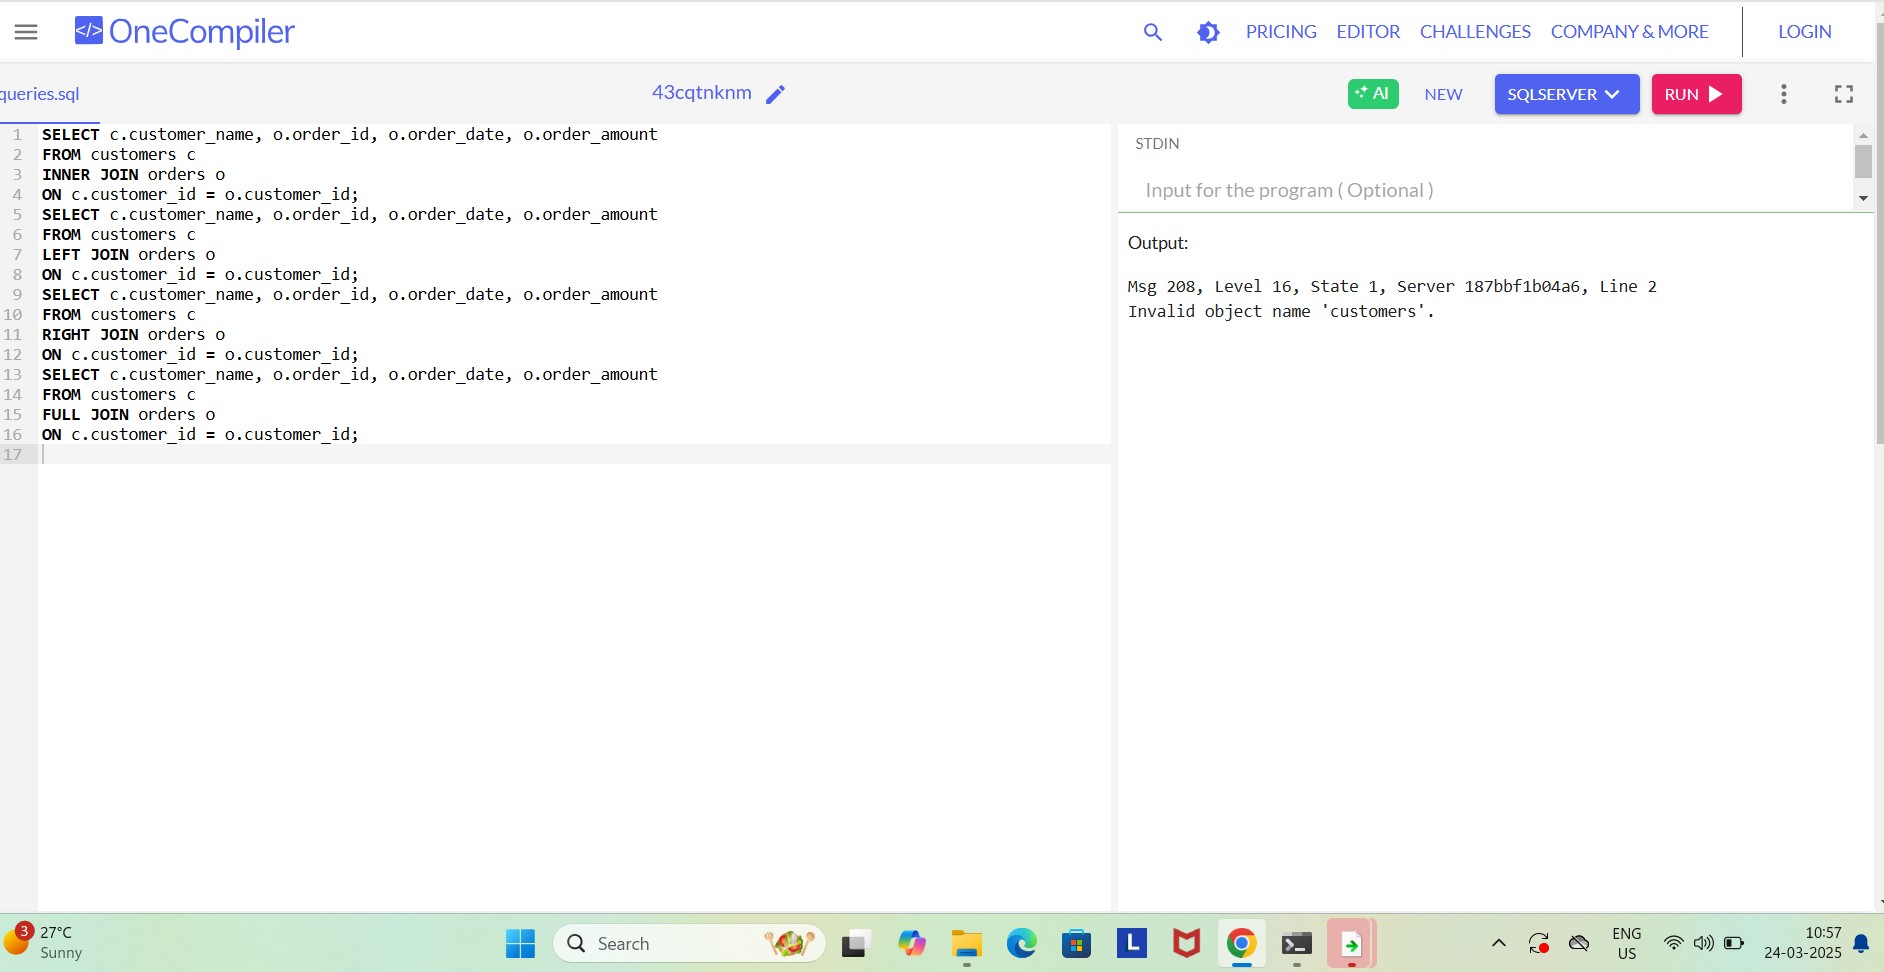 </> OneCompiler
PRICING EDITOR CHALLENGES COMPANY & MORE LOGIN
queries.sql
43cqtnknm
AI NEW SQLSERVER RUN
1 SELECT c.customer_name, o.order_id, o.order_date, o.order_amount
2 FROM customers c
3 INNER JOIN orders o
4 ON c.customer_id = o.customer_id;
5 SELECT c.customer_name, o.order_id, o.order_date, o.order_amount
6 FROM customers c
7 LEFT JOIN orders o
8 ON c.customer_id = o.customer_id;
9 SELECT c.customer_name, o.order_id, o.order_date, o.order_amount
10 FROM customers c
11 RIGHT JOIN orders o
12 ON c.customer_id = o.customer_id;
13 SELECT c.customer_name, o.order_id, o.order_date, o.order_amount
14 FROM customers c
15 FULL JOIN orders o
16 ON c.customer_id = o.customer_id;
17
STDIN
Input for the program ( Optional )
Output:
Msg 208, Level 16, State 1, Server 187bbf1b04a6, Line 2
Invalid object name 'customers'.
3
27°C
Sunny
Search
L
ENG
US
10:57
24-03-2025